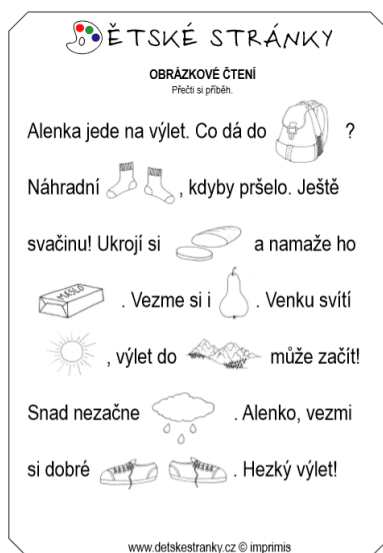 DĚTSKÉ STRÁNKY
OBRÁZKOVÉ ČTENÍ
Přečti si příběh.
Alenka jede na výlet. Co dá do ?
Náhradní , kdyby pršelo. Ještě
svačinu! Ukrojí si a namaže ho
MÁSLO . Vezme si i . Venku svítí
, výlet do může začít!
Snad nezačne . Alenko, vezmi
si dobré . Hezký výlet!
www.detskestranky.cz © imprimis